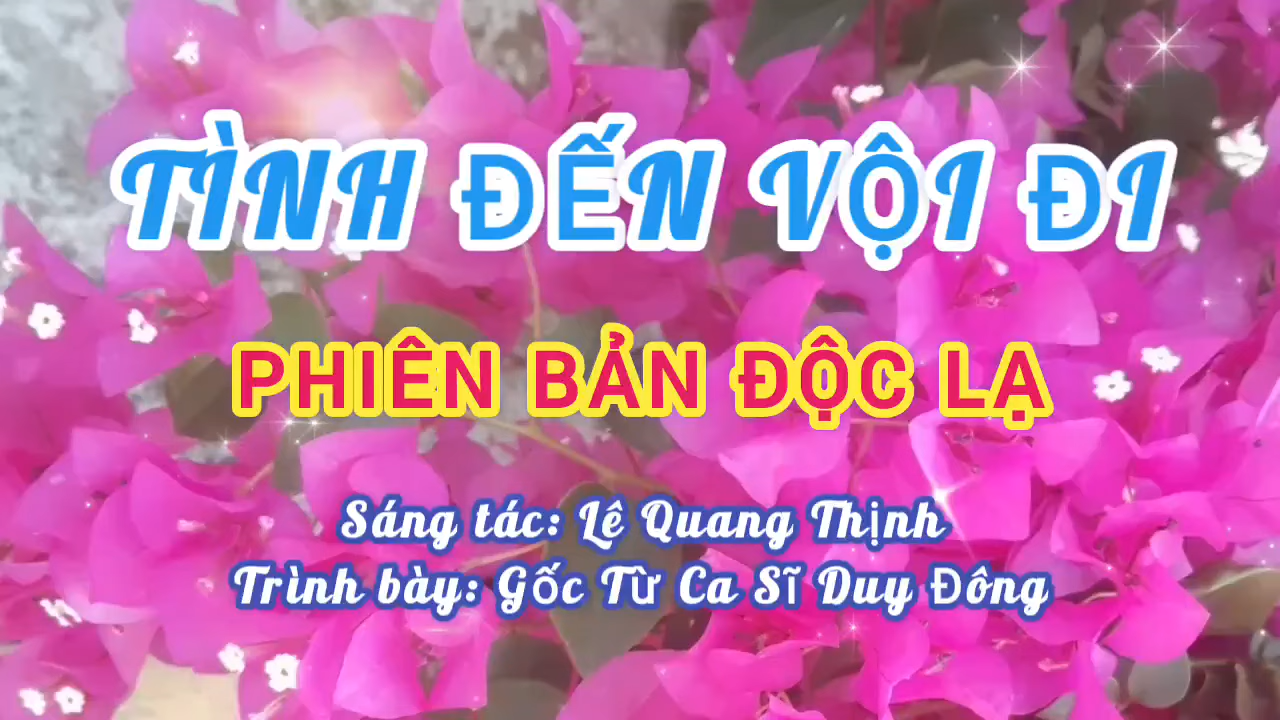 TÌNH ĐẾN VỘI ĐI
PHIÊN BẢN ĐỘC LẠ
Sáng tác: Lê Quang Thịnh
Trình bày: Gốc Từ Ca Sĩ Duy Đông